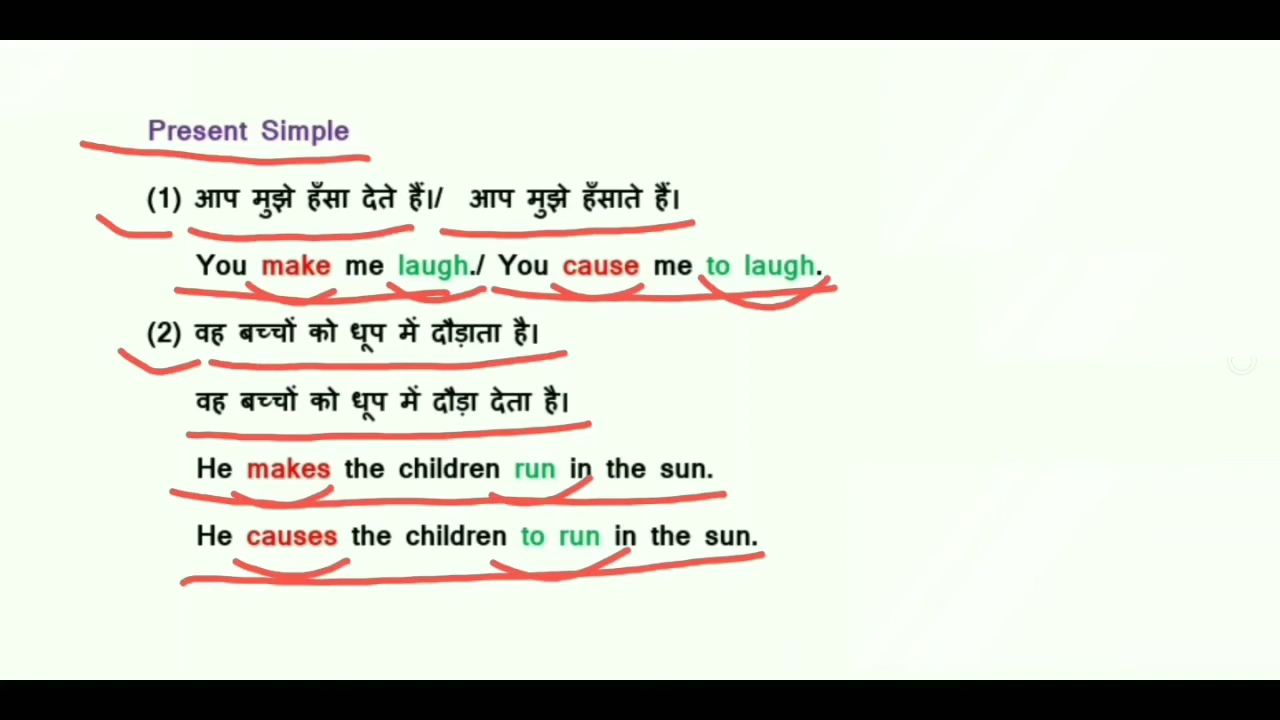 Present Simple
(1) आप मुझे हँसा देते हैं।/ आप मुझे हँसाते हैं।
You make me laugh./ You cause me to laugh.
(2) वह बच्चों को धूप में दौड़ाता है।
वह बच्चों को धूप में दौड़ा देता है।
He makes the children run in the sun.
He causes the children to run in the sun.